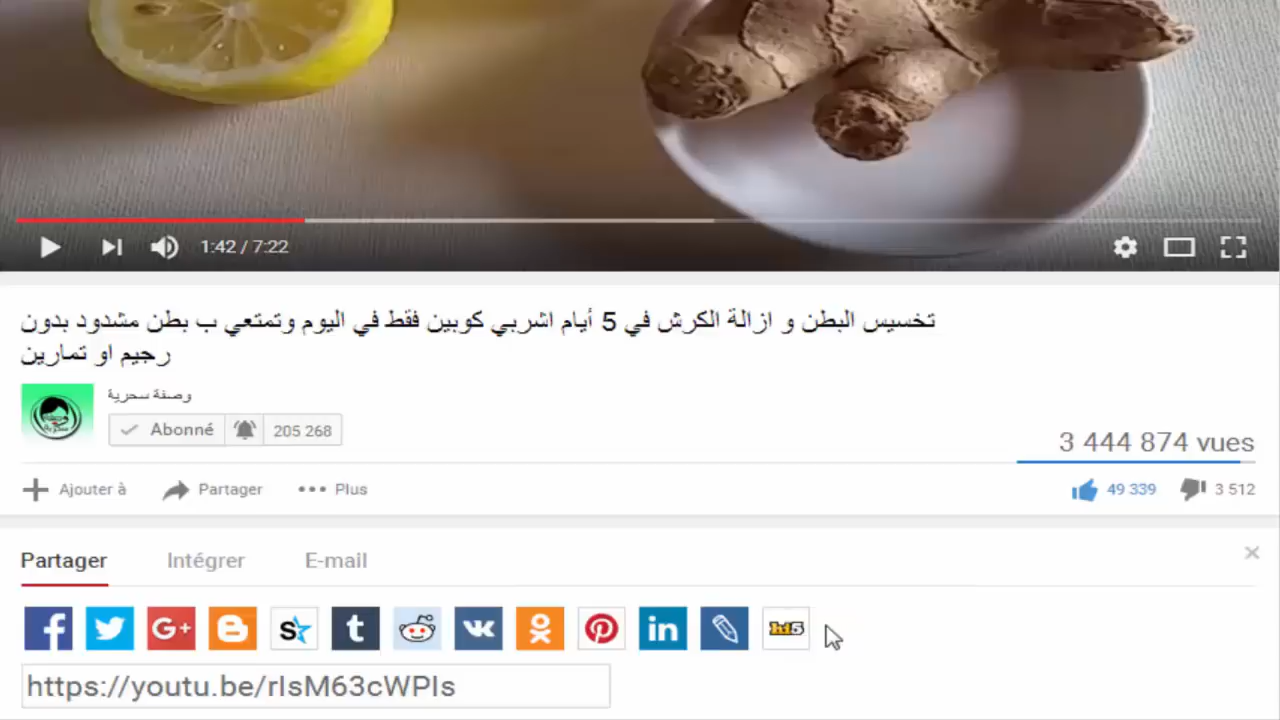 1:42 / 7:22
تخسيس البطن و ازالة الكرش في 5 أيام اشربي كوبين فقط في اليوم وتمتعي ب بطن مشدود بدون
رجيم او تمارين
وصفة سحرية
Abonné 205 268
3 444 874 vues
Ajouter à Partager Plus 49 339 3 512
Partager Intégrer E-mail
https://youtu.be/rIsM63cWPIs